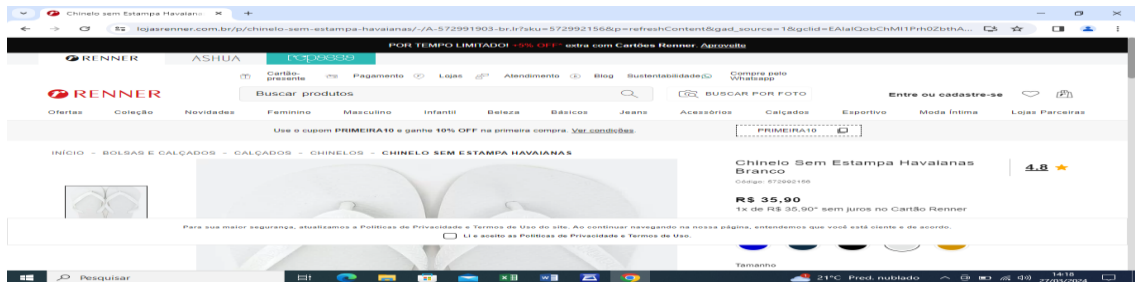 Chinelo sem Estampa Havaiana
lojasrenner.com.br/p/chinelo-sem-estampa-havaianas/-/A-572991903-br.lr?sku=572992156&p=refreshContent&gad_source=1&gclid=EAIaIQobChMI1PrhOZbthA...
POR TEMPO LIMITADO! +5% OFF* extra com Cartões Renner. Aproveite
RENNER ASHUA
Cartão-presente Pagamento Lojas Atendimento Blog Sustentabilidade Compre pelo Whatsapp
RENNER Buscar produtos BUSCAR POR FOTO Entre ou cadastre-se
Ofertas Coleção Novidades Feminino Masculino Infantil Beleza Básicos Jeans Acessórios Calçados Esportivo Moda Íntima Lojas Parceiras
Use o cupom PRIMEIRA10 e ganhe 10% OFF na primeira compra. Ver condições. PRIMEIRA10
INÍCIO - BOLSAS E CALÇADOS - CALÇADOS - CHINELOS - CHINELO SEM ESTAMPA HAVAIANAS
Chinelo Sem Estampa Havaianas Branco
4.8
Código: 572992156
R$ 35,90
1x de R$ 35,90* sem juros no Cartão Renner
Para sua maior segurança, atualizamos a Políticas de Privacidade e Termos de Uso do site. Ao continuar navegando na nossa página, entendemos que você está ciente e de acordo.
Li e aceito as Políticas de Privacidade e Termos de Uso.
Tamanho
Pesquisar 21°C Pred. nublado 14:18
27/03/2024